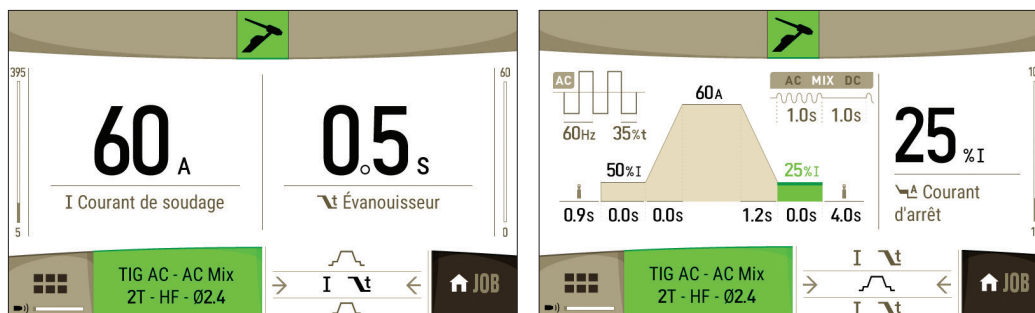 395
60
60 A
0.5 s
I Courant de soudage
t Évanouisseur
5
0
TIG AC - AC Mix
2T - HF - Ø2.4
I t
JOB
AC
60Hz
35%t
60A
AC MIX DC
1.0s 1.0s
50%I
25%I
0.9s 0.0s 0.0s 1.2s 0.0s 4.0s
25 %I
A Courant
d'arrêt
I t
TIG AC - AC Mix
2T - HF - Ø2.4
I t
JOB